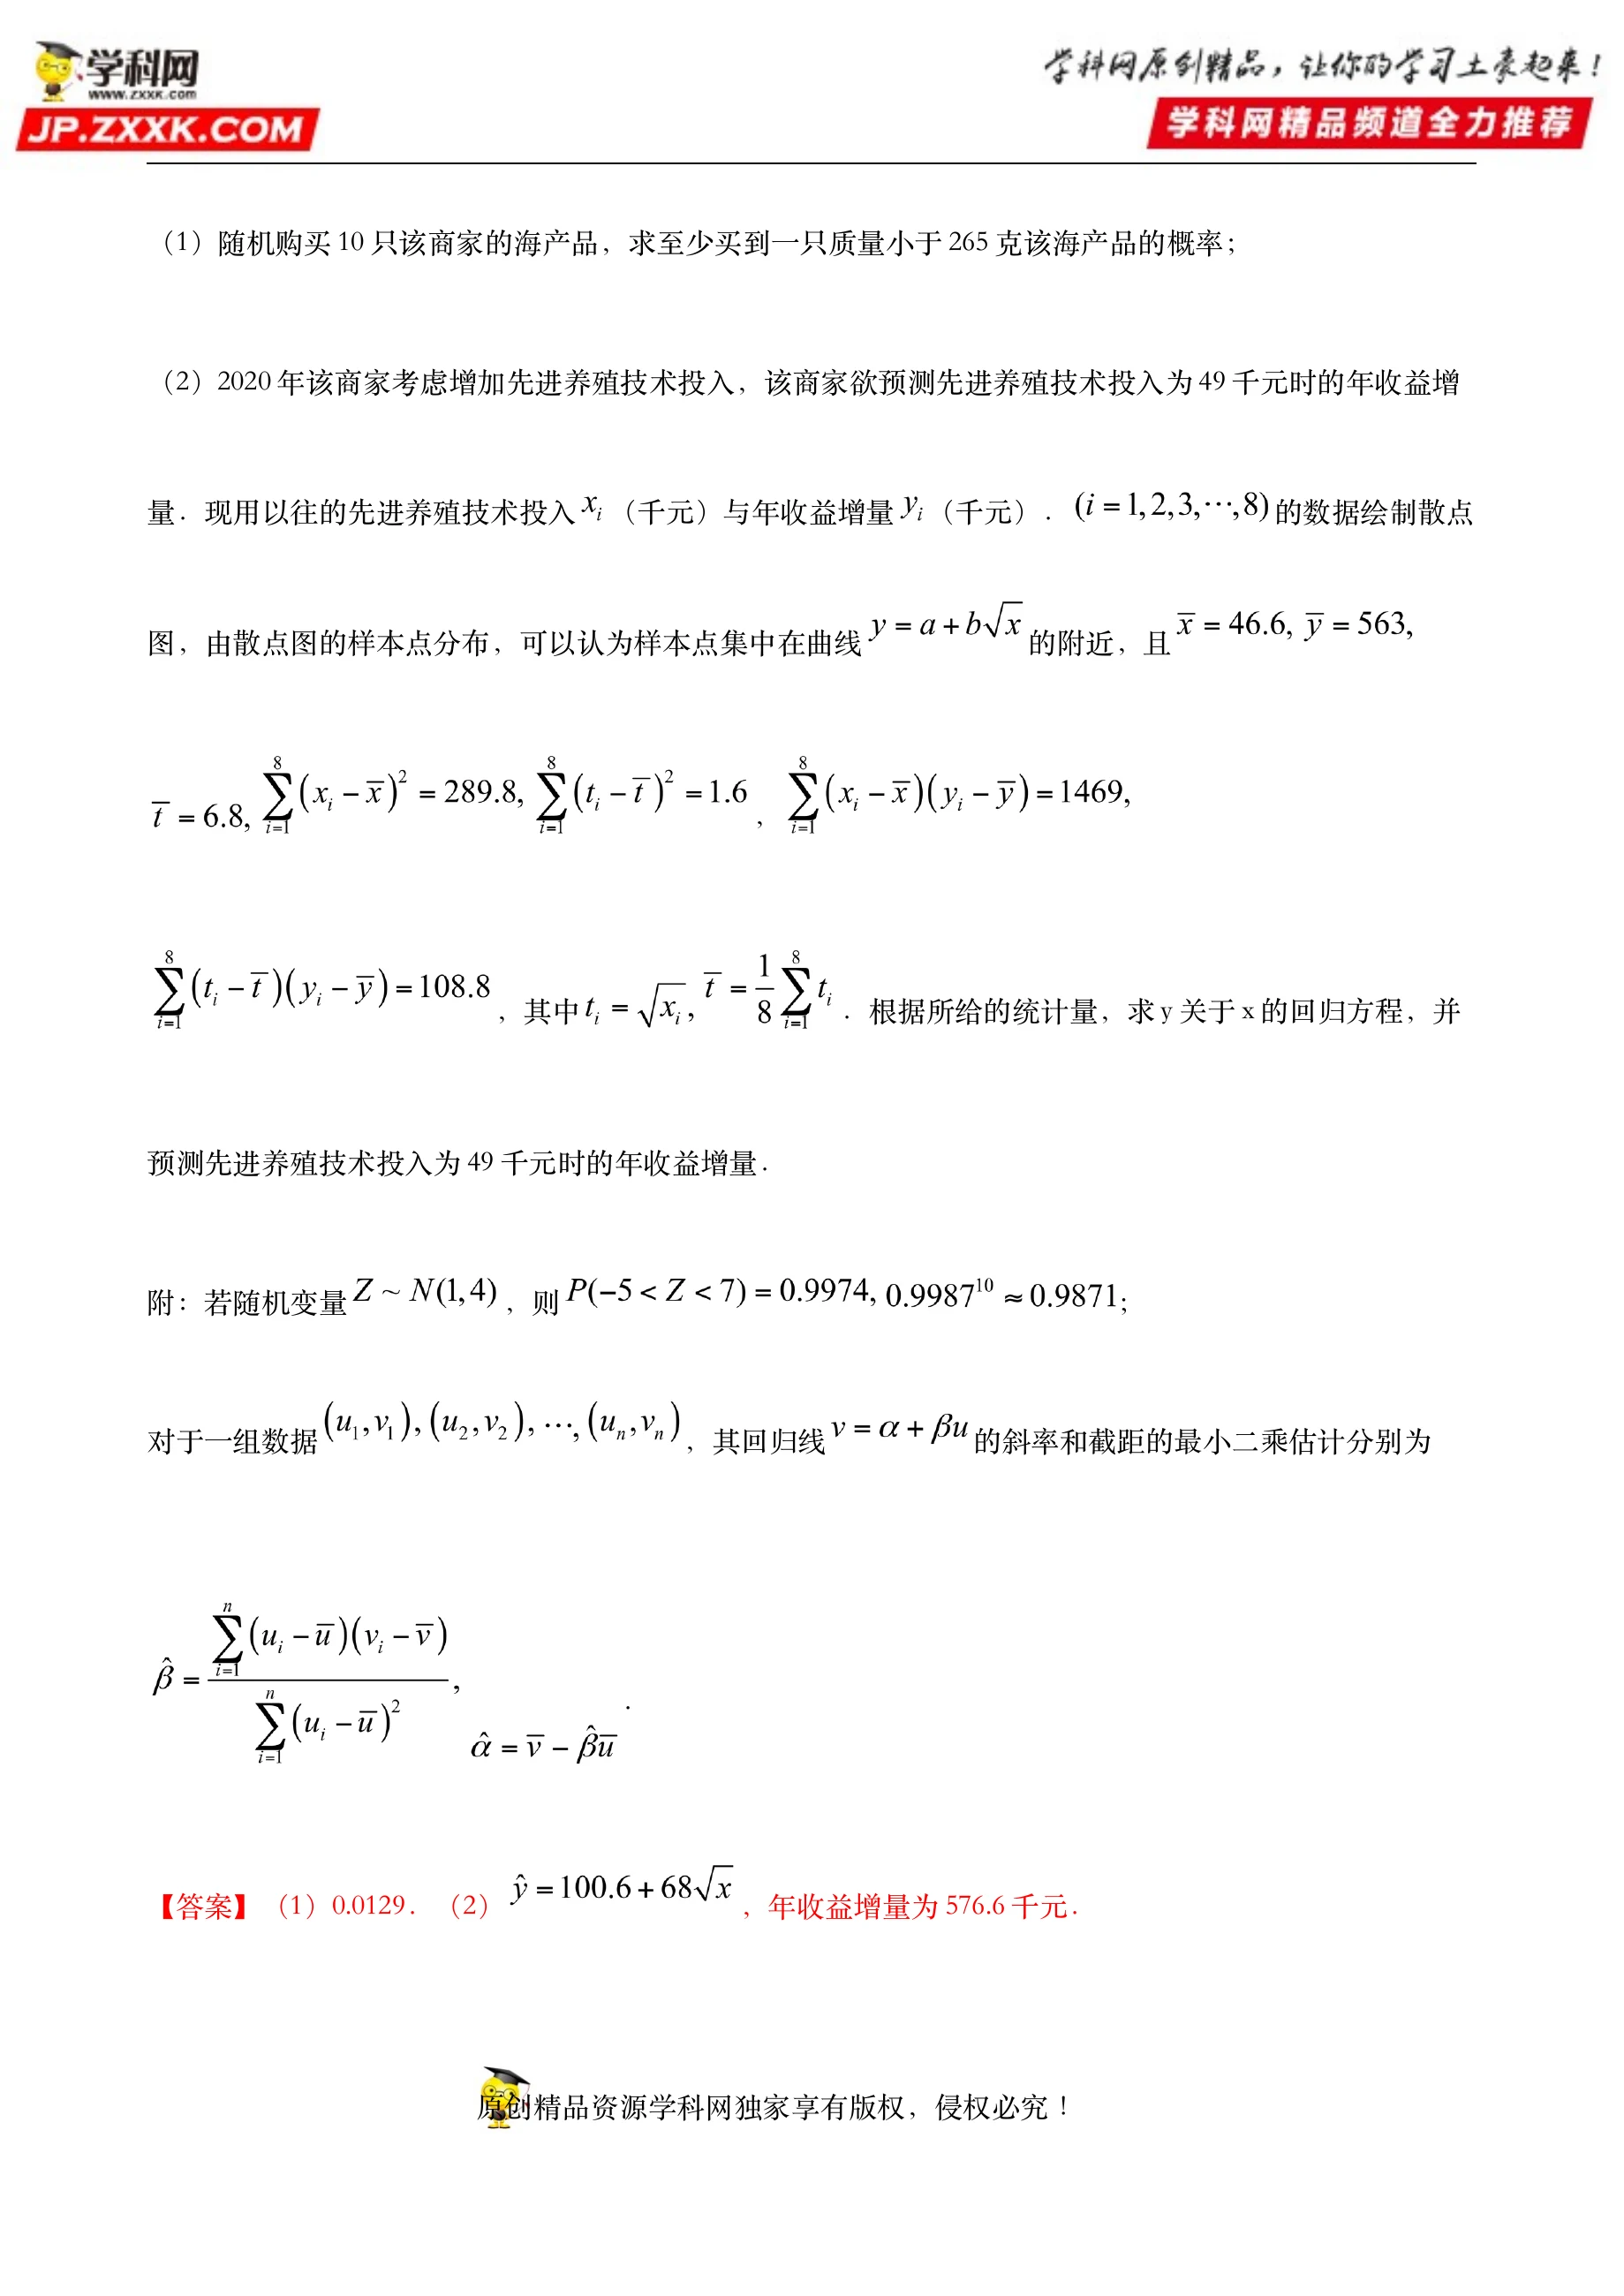 学科网
www.zxxk.com
JP.ZXXK.COM
学科网原创精品，让你的学习土豪起来！
学科网精品频道全力推荐
（1）随机购买 10 只该商家的海产品，求至少买到一只质量小于 265 克该海产品的概率；
（2）2020 年该商家考虑增加先进养殖技术投入，该商家欲预测先进养殖技术投入为 49 千元时的年收益增
量．现用以往的先进养殖技术投入 $x_i$（千元）与年收益增量 $y_i$（千元）．$(i=1,2,3,\cdots,8)$ 的数据绘制散点
图，由散点图的样本点分布，可以认为样本点集中在曲线 $y=a+b\sqrt{x}$ 的附近，且 $\overline{x}=46.6, \overline{y}=563,$
$\overline{t}=6.8, \sum_{i=1}^{8}(x_i-\overline{x})^2=289.8, \sum_{i=1}^{8}(t_i-\overline{t})^2=1.6$，$\sum_{i=1}^{8}(x_i-\overline{x})(y_i-\overline{y})=1469,$
$\sum_{i=1}^{8}(t_i-\overline{t})(y_i-\overline{y})=108.8$，其中 $t_i=\sqrt{x_i}, \overline{t}=\frac{1}{8}\sum_{i=1}^{8}t_i$．根据所给的统计量，求 y 关于 x 的回归方程，并
预测先进养殖技术投入为 49 千元时的年收益增量．
附：若随机变量 $Z\sim N(1,4)$，则 $P(-5<Z<7)=0.9974, 0.9987^{10}\approx 0.9871$；
对于一组数据 $(u_1,v_1),(u_2,v_2),\cdots,(u_n,v_n)$，其回归线 $v=\alpha+\beta u$ 的斜率和截距的最小二乘估计分别为
$\hat{\beta}=\frac{\sum_{i=1}^{n}(u_i-\overline{u})(v_i-\overline{v})}{\sum_{i=1}^{n}(u_i-\overline{u})^2}, \hat{\alpha}=\overline{v}-\hat{\beta}\overline{u}$．
【答案】（1）0.0129．（2）$\hat{y}=100.6+68\sqrt{x}$，年收益增量为 576.6 千元．
原创精品资源学科网独家享有版权，侵权必究！